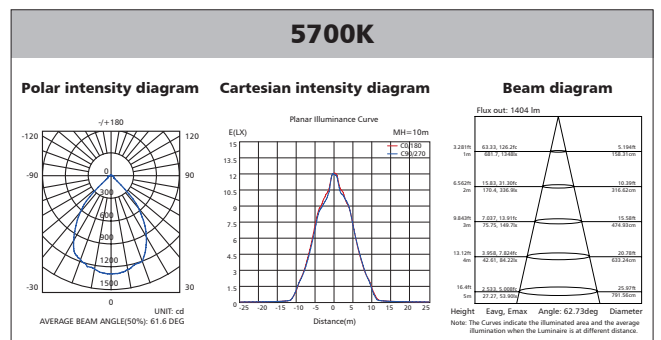 5700K
Polar intensity diagram
Cartesian intensity diagram
Beam diagram
-/+180
-120
120
-90
90
-30
30
0
0
300
600
900
1200
1500
UNIT: cd
AVERAGE BEAM ANGLE(50%): 61.6 DEG
Planar Illuminance Curve
E(LX)
MH=10m
C0/180
C90/270
15
13.5
12
10.5
9
7.5
6
4.5
3
1.5
0
-25 -20 -15 -10 -5 0 5 10 15 20 25
Distance(m)
Flux out: 1404 lm
3.281ft 63.33, 126.2fc 5.194ft
1m 681.7, 1348lx 158.31cm
6.562ft 15.83, 31.30fc 10.39ft
2m 170.4, 336.9lx 316.62cm
9.843ft 7.037, 13.91fc 15.58ft
3m 75.75, 149.7lx 474.93cm
13.12ft 3.958, 7.824fc 20.78ft
4m 42.61, 84.22lx 633.24cm
16.4ft 2.533, 5.008fc 25.97ft
5m 27.27, 53.90lx 791.56cm
Height Eavg, Emax Angle: 62.73deg Diameter
Note: The Curves indicate the illuminated area and the average
illumination when the Luminaire is at different distance.